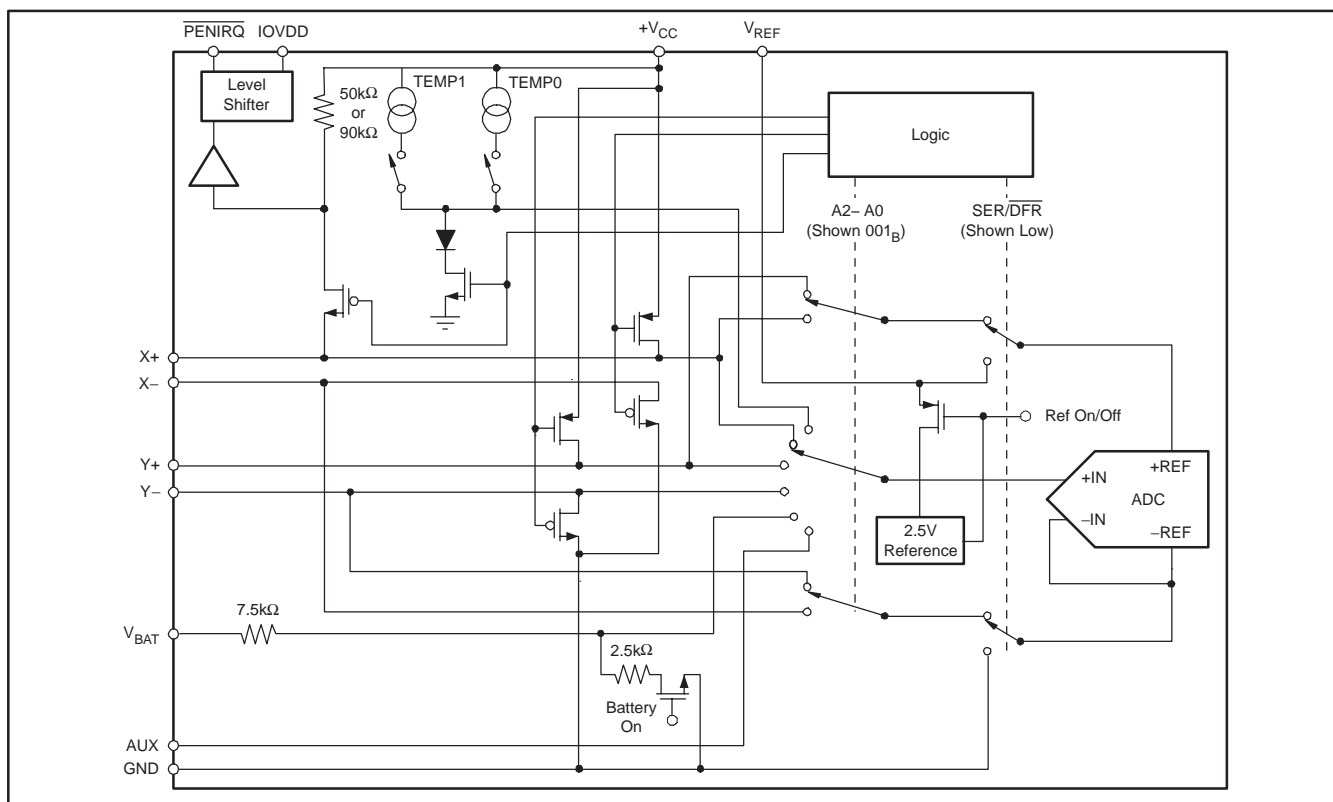 PENIRQ IOVDD +VCC VREF
Level
Shifter
50kΩ
or
90kΩ
TEMP1
TEMP0
Logic
A2– A0
(Shown 001B)
SER/DFR
(Shown Low)
X+
X–
Y+
Y–
Ref On/Off
+IN
+REF
ADC
–IN
–REF
2.5V
Reference
7.5kΩ
VBAT
2.5kΩ
Battery
On
AUX
GND